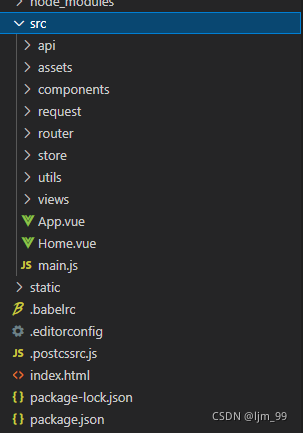 node_modules
src
api
assets
components
request
router
store
utils
views
App.vue
Home.vue
JS main.js
static
.babelrc
.editorconfig
JS .postcssrc.js
<> index.html
{ } package-lock.json
{ } package.json
CSDN @ljm_99